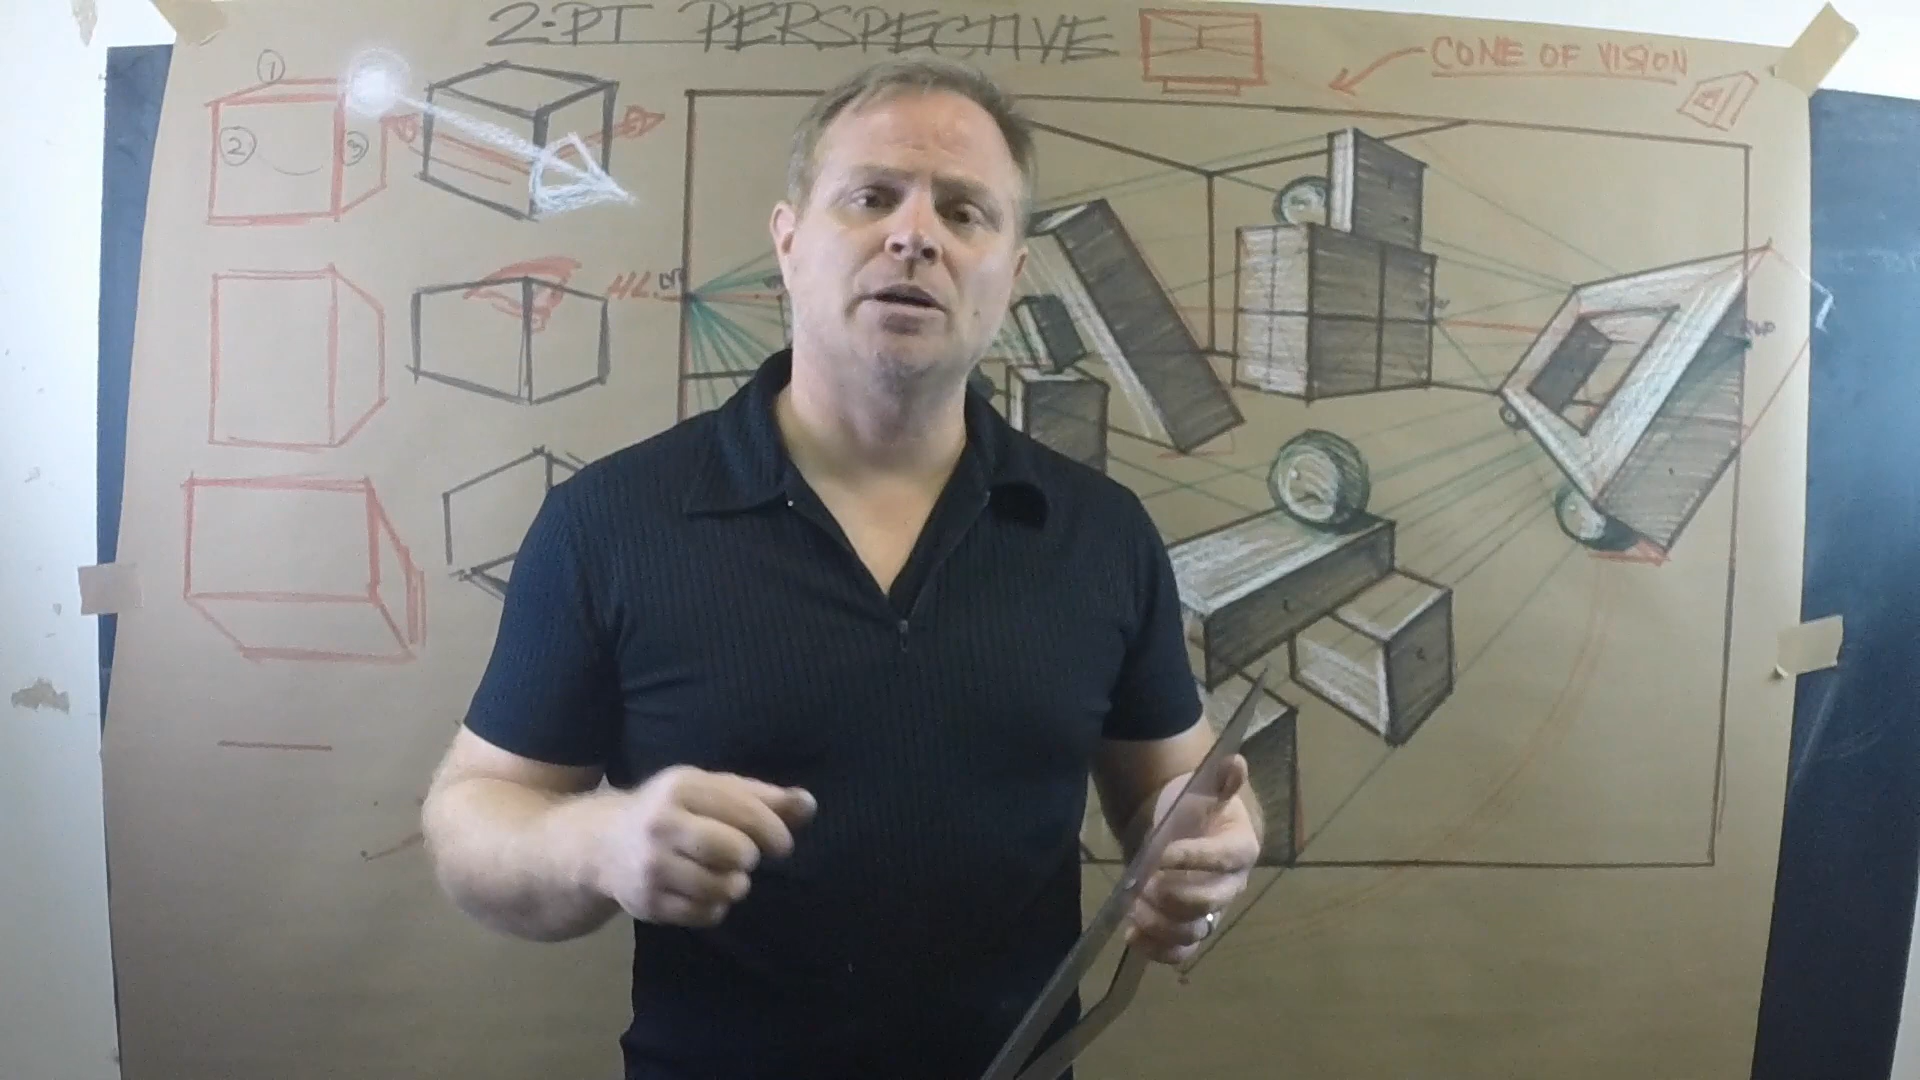 2-PT PERSPECTIVE
CONE OF VISION
1
2
3
HL